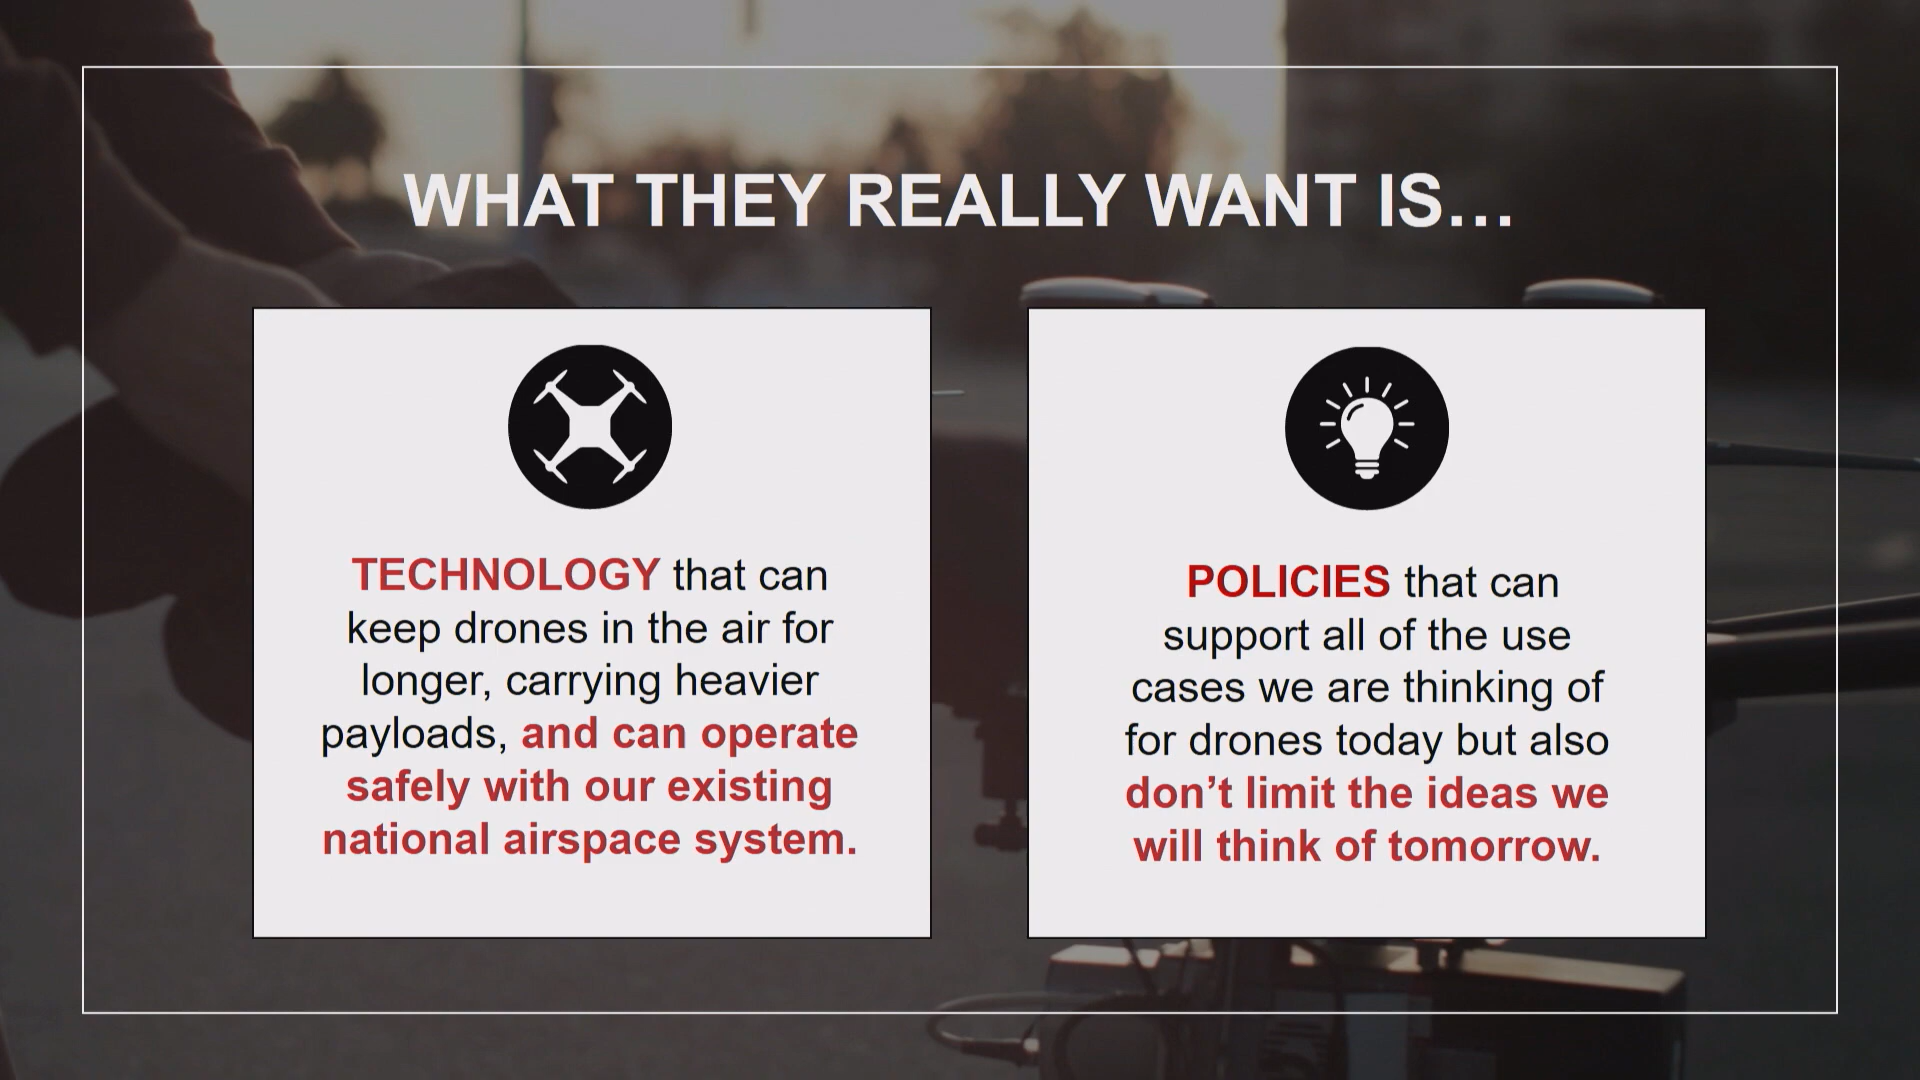 WHAT THEY REALLY WANT IS...
TECHNOLOGY that can
keep drones in the air for
longer, carrying heavier
payloads, and can operate
safely with our existing
national airspace system.
POLICIES that can
support all of the use
cases we are thinking of
for drones today but also
don’t limit the ideas we
will think of tomorrow.